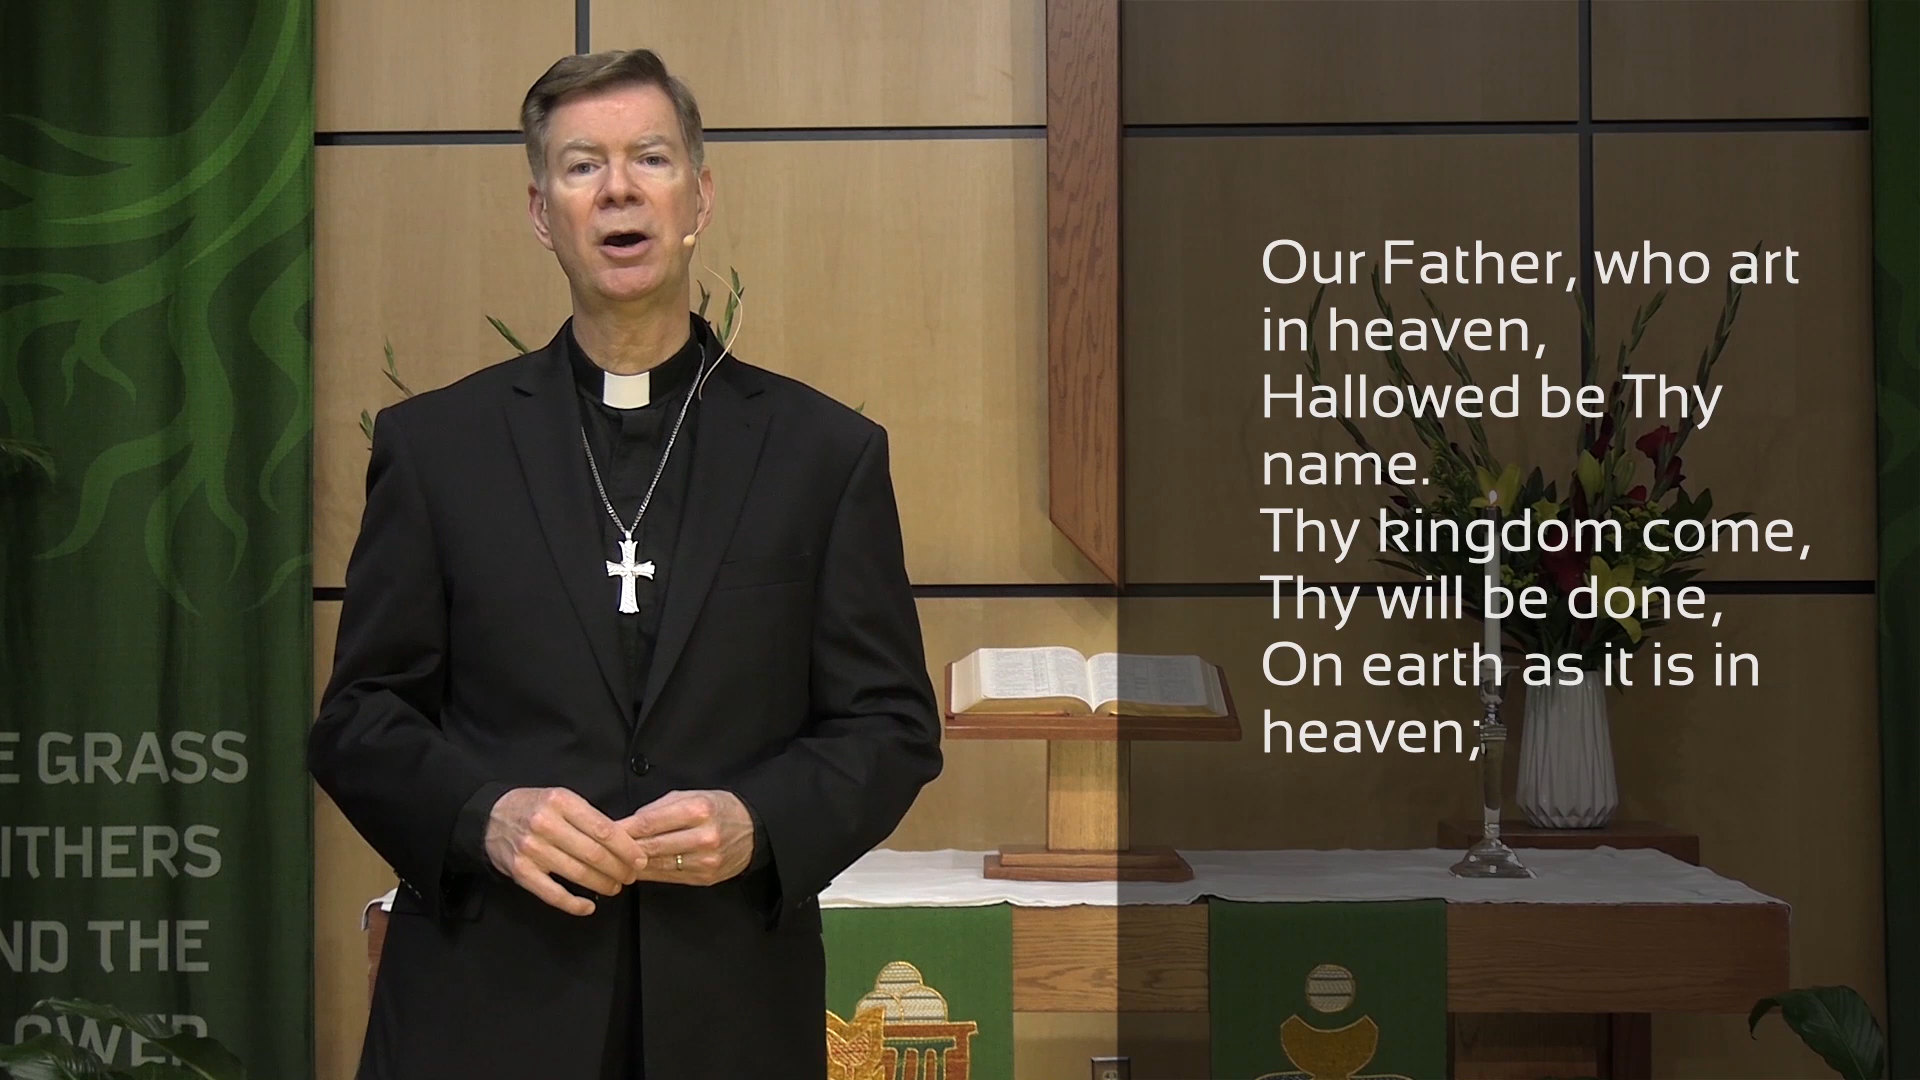 Our Father, who art
in heaven,
Hallowed be Thy
name.
Thy kingdom come,
Thy will be done,
On earth as it is in
heaven;
E GRASS
ITHERS
ND THE
OWER